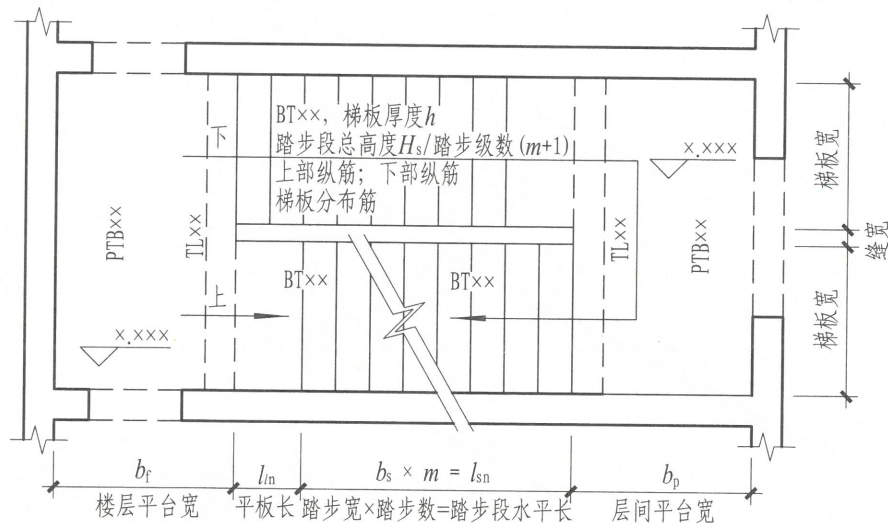 BT××，梯板厚度h
踏步段总高度Hs/踏步级数(m+1)
上部纵筋；下部纵筋
梯板分布筋
下
×.×××
PTB××
TL××
TL××
PTB××
梯板宽
缝宽
梯板宽
BT××
BT××
上
×.×××
bf
lln
bs × m = lsn
bp
楼层平台宽
平板长
踏步宽×踏步数=踏步段水平长
层间平台宽